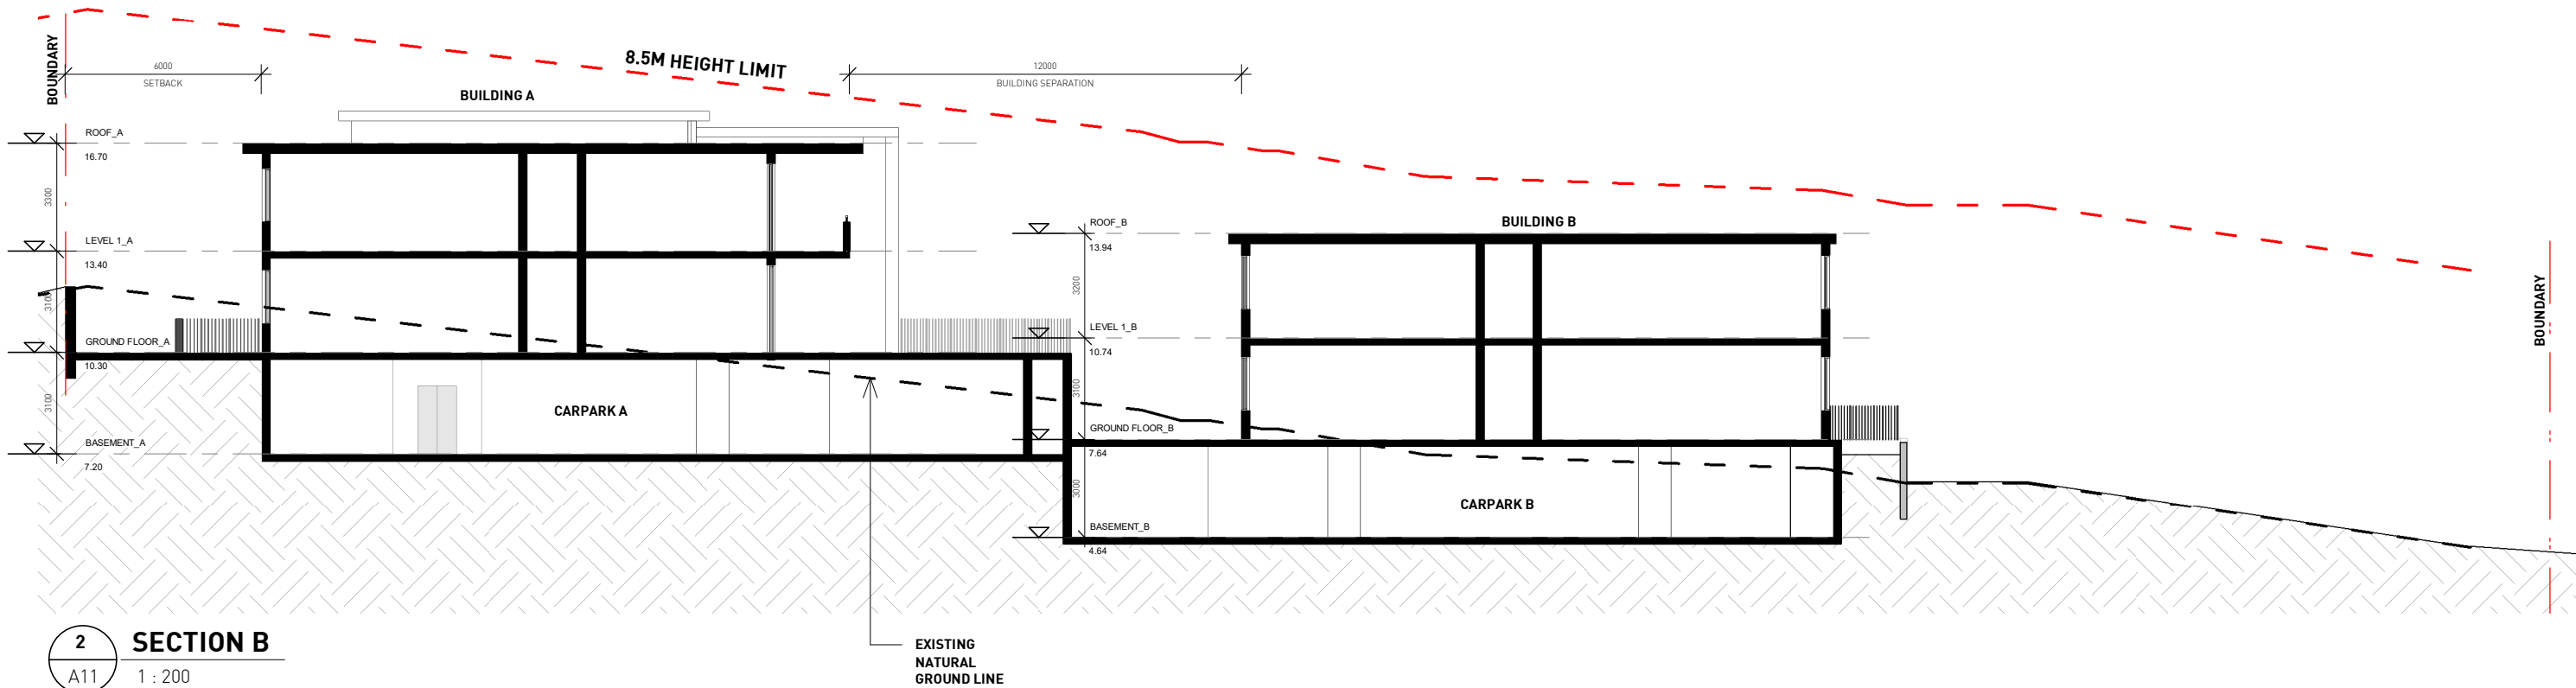 BOUNDARY
6000
SETBACK
8.5M HEIGHT LIMIT
12000
BUILDING SEPARATION
BUILDING A
ROOF_A
16.70
3300
LEVEL 1_A
13.40
3100
GROUND FLOOR_A
10.30
3100
BASEMENT_A
7.20
CARPARK A
BUILDING B
ROOF_B
13.94
3200
LEVEL 1_B
10.74
3100
GROUND FLOOR_B
7.64
3000
BASEMENT_B
4.64
CARPARK B
BOUNDARY
EXISTING
NATURAL
GROUND LINE
2
A11
SECTION B
1 : 200